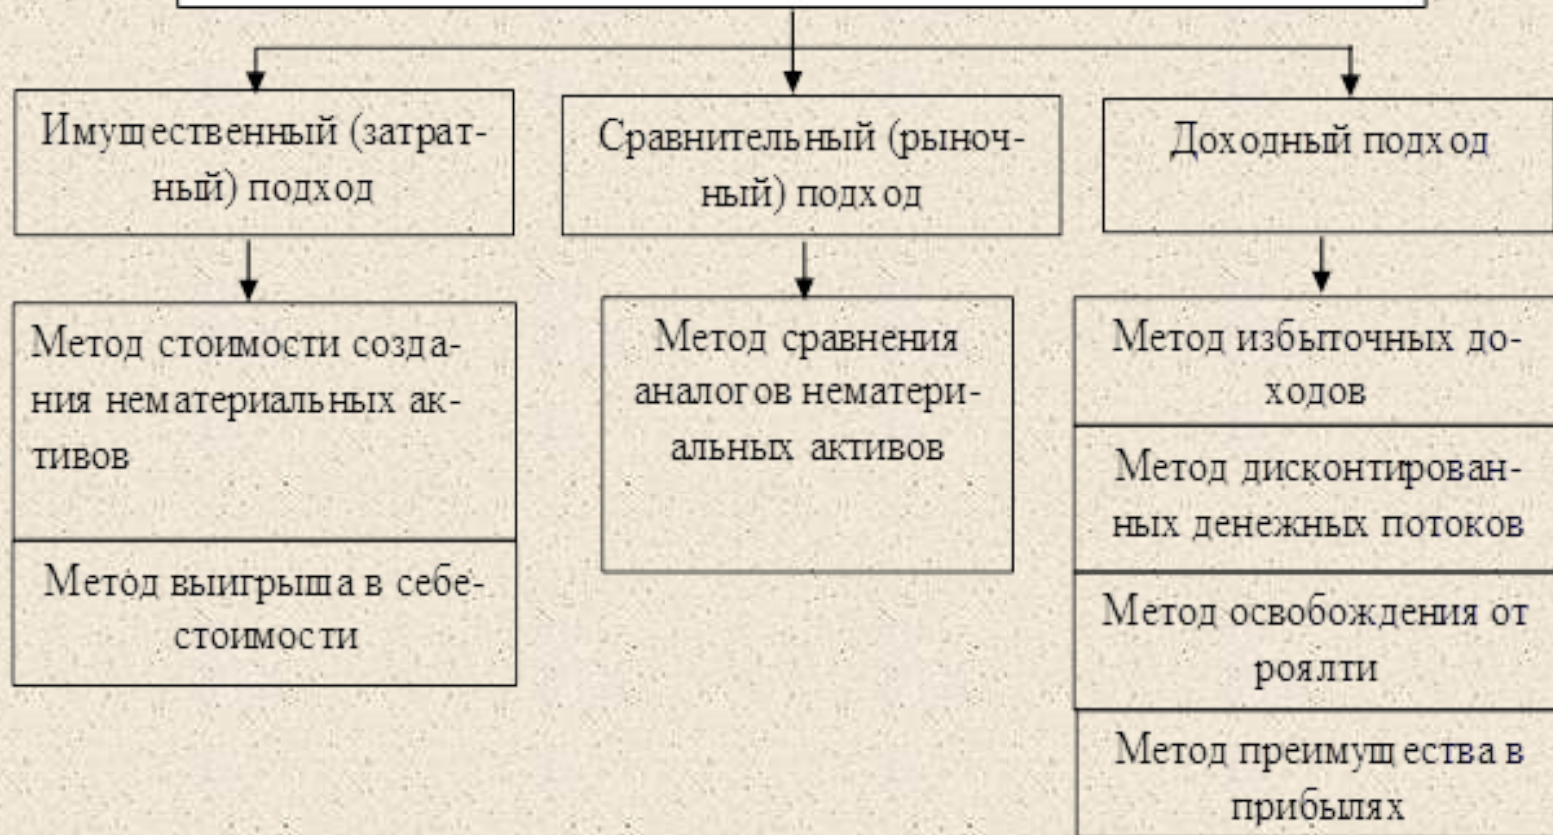 Имущественный (затрат-
ный) подход
Сравнительный (рыноч-
ный) подход
Доходный подход
Метод стоимости созда-
ния нематериальных ак-
тивов
Метод выигрыша в себе-
стоимости
Метод сравнения
аналогов нематери-
альных активов
Метод избыточных до-
ходов
Метод дисконтирован-
ных денежных потоков
Метод освобождения от
роялти
Метод преимущества в
прибылях